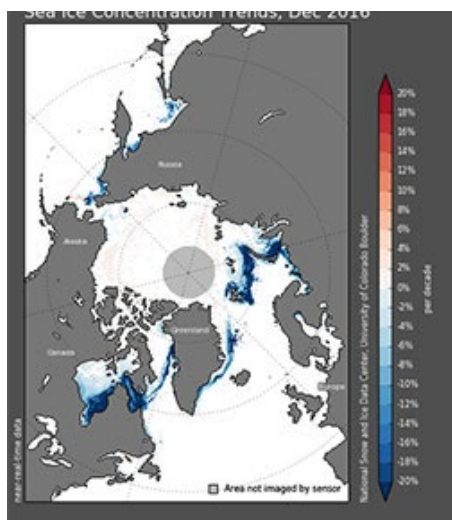 Sea Ice Concentration Trends, Dec 2016
Russia
Alaska
Greenland
Canada
Europe
Area not imaged by sensor
near-real-time data
National Snow and Ice Data Center, University of Colorado Boulder
20%
18%
16%
14%
12%
10%
8%
6%
4%
2%
0%
-2%
-4%
-6%
-8%
-10%
-12%
-14%
-16%
-18%
-20%
per decade